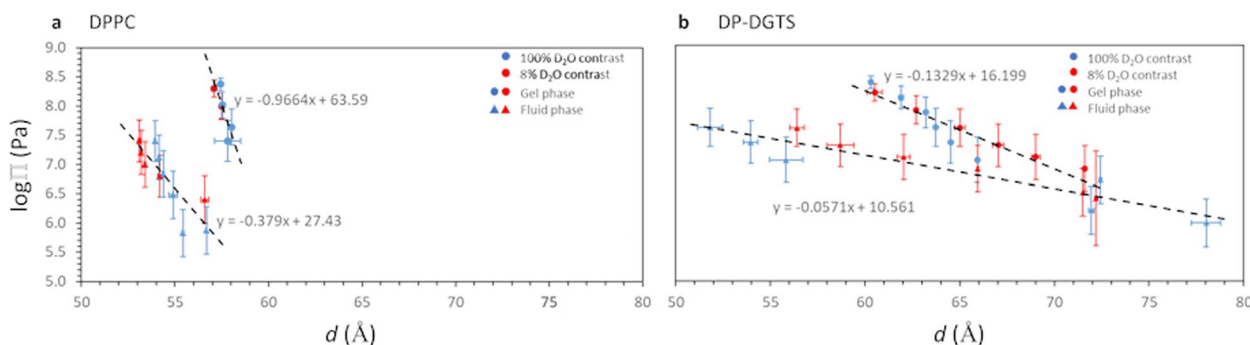 a DPPC
logΠ (Pa)
9.0
8.5
8.0
7.5
7.0
6.5
6.0
5.5
5.0
100% D₂O contrast
8% D₂O contrast
Gel phase
Fluid phase
y = -0.9664x + 63.59
y = -0.379x + 27.43
50 55 60 65 70 75 80
d (Å)
b DP-DGTS
100% D₂O contrast
8% D₂O contrast
Gel phase
Fluid phase
y = -0.1329x + 16.199
y = -0.0571x + 10.561
50 55 60 65 70 75 80
d (Å)